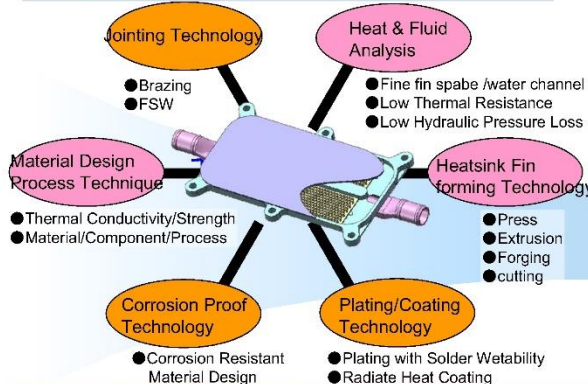 Jointing Technology
●Brazing
●FSW
Heat & Fluid
Analysis
●Fine fin spabe /water channel
●Low Thermal Resistance
●Low Hydraulic Pressure Loss
Material Design
Process Technique
●Thermal Conductivity/Strength
●Material/Component/Process
Heatsink Fin
forming Technology
●Press
●Extrusion
●Forging
●cutting
Corrosion Proof
Technology
●Corrosion Resistant
Material Design
Plating/Coating
Technology
●Plating with Solder Wetability
●Radiate Heat Coating